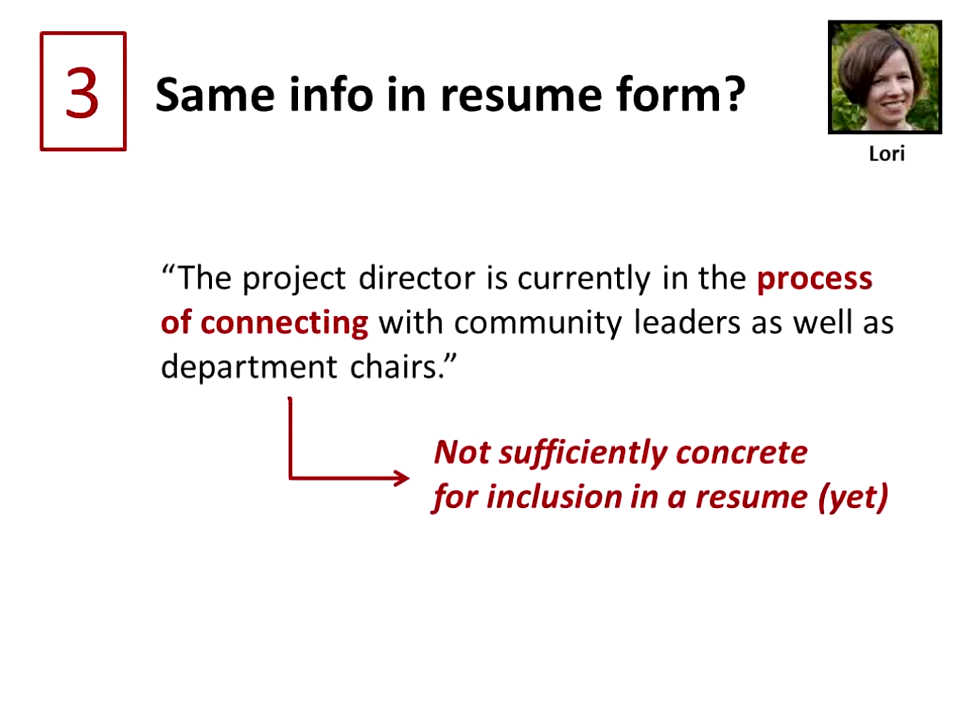 3
Same info in resume form?
Lori
“The project director is currently in the process
of connecting with community leaders as well as
department chairs.”
Not sufficiently concrete
for inclusion in a resume (yet)